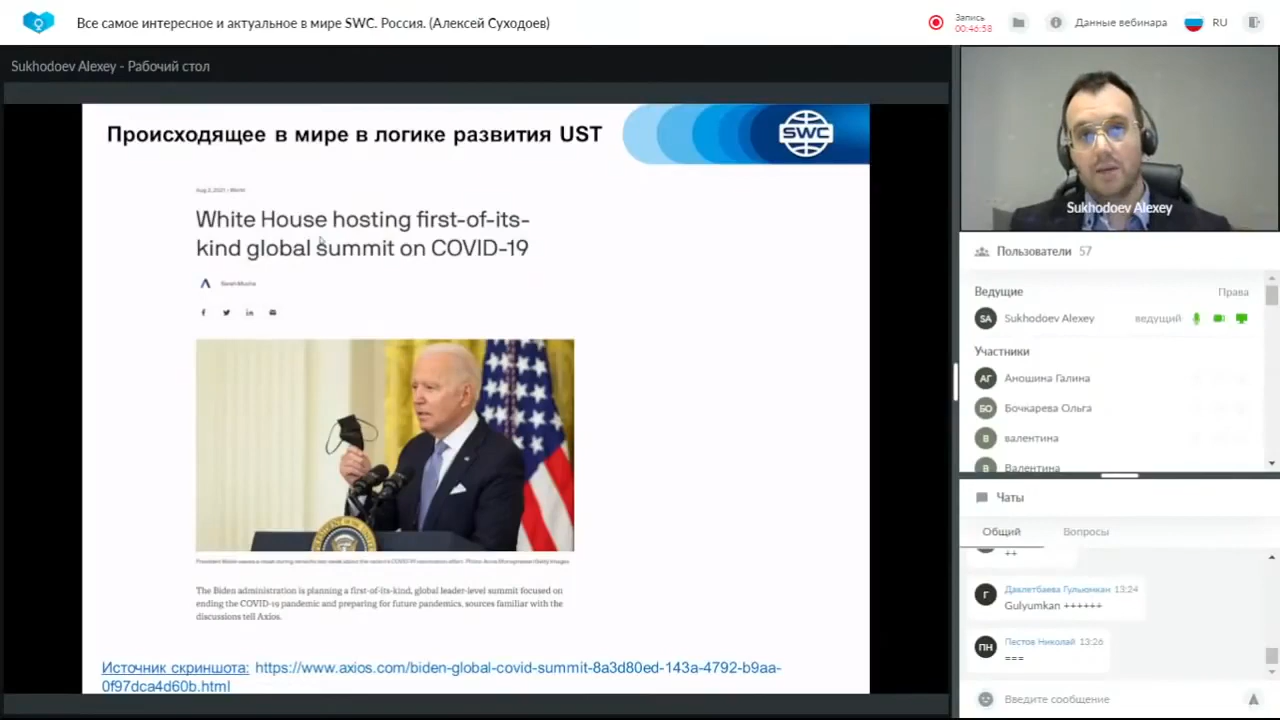 Все самое интересное и актуальное в мире SWC. Россия. (Алексей Суходоев)
Запись
00:46:58
Данные вебинара
RU
Sukhodoev Alexey - Рабочий стол
Происходящее в мире в логике развития UST
SWC
Aug 2, 2021 - World
White House hosting first-of-its-
kind global summit on COVID-19
The Biden administration is planning a first-of-its-kind, global leader-level summit focused on
ending the COVID-19 pandemic and preparing for future pandemics, sources familiar with the
discussions tell Axios.
Источник скриншота: https://www.axios.com/biden-global-covid-summit-8a3d80ed-143a-4792-b9aa-
0f97dca4d60b.html
Sukhodoev Alexey
Пользователи 57
Ведущие Права
SA Sukhodoev Alexey ведущий
Участники
АГ Аношина Галина
БО Бочкарева Ольга
В валентина
В Валентина
Чаты
Общий Вопросы
++
Г Давлетбаева Гульюмкан 13:24
Gulyumkan ++++++
ПН Пестов Николай 13:26
===
Введите сообщение